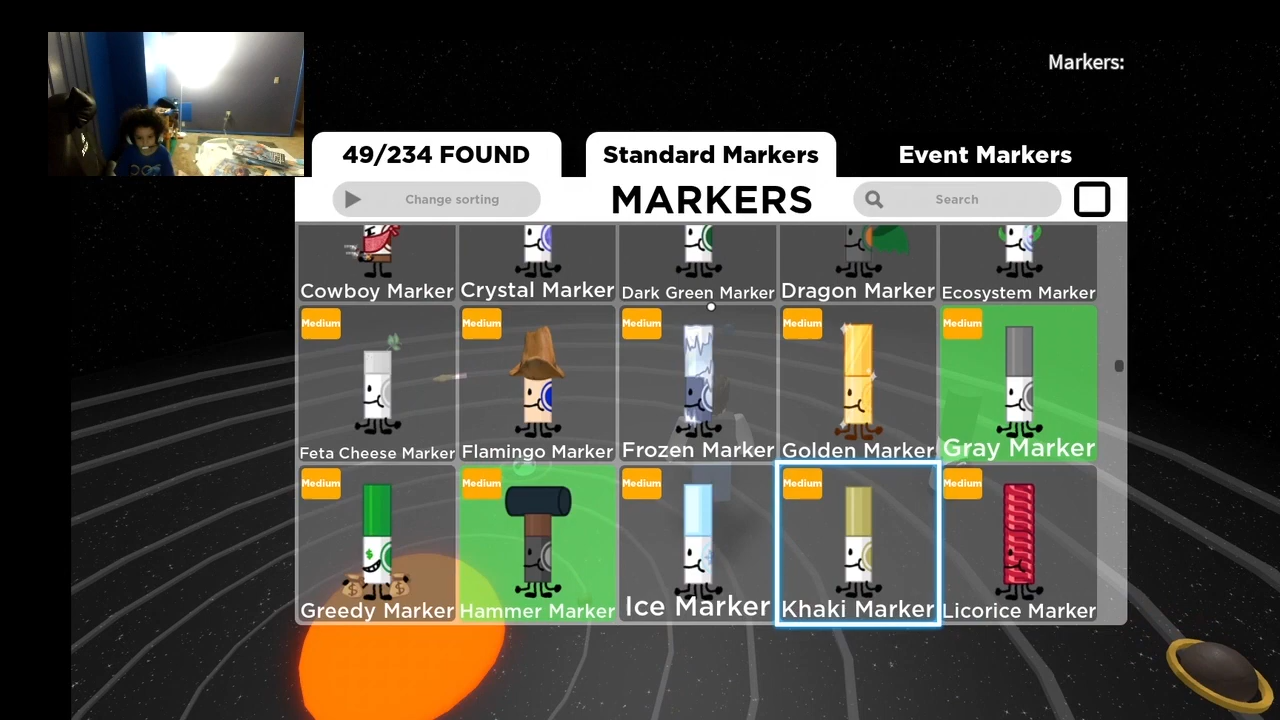 Markers:
49/234 FOUND
Standard Markers
Event Markers
Change sorting
MARKERS
Search
Cowboy Marker
Crystal Marker
Dark Green Marker
Dragon Marker
Ecosystem Marker
Medium
Medium
Medium
Medium
Medium
Feta Cheese Marker
Flamingo Marker
Frozen Marker
Golden Marker
Gray Marker
Medium
Medium
Medium
Medium
Medium
Greedy Marker
Hammer Marker
Ice Marker
Khaki Marker
Licorice Marker